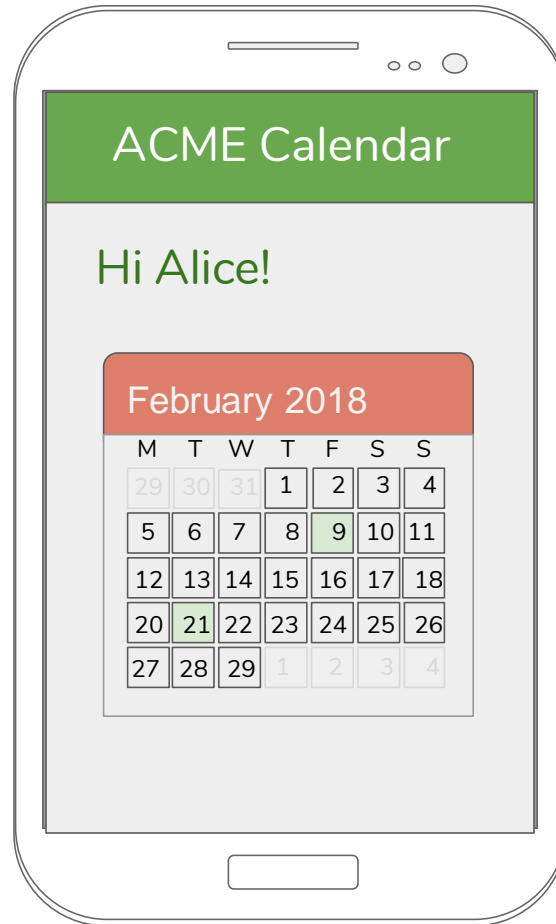 ACME Calendar
Hi Alice!
February 2018
M T W T F S S
29 30 31 1 2 3 4
5 6 7 8 9 10 11
12 13 14 15 16 17 18
20 21 22 23 24 25 26
27 28 29 1 2 3 4